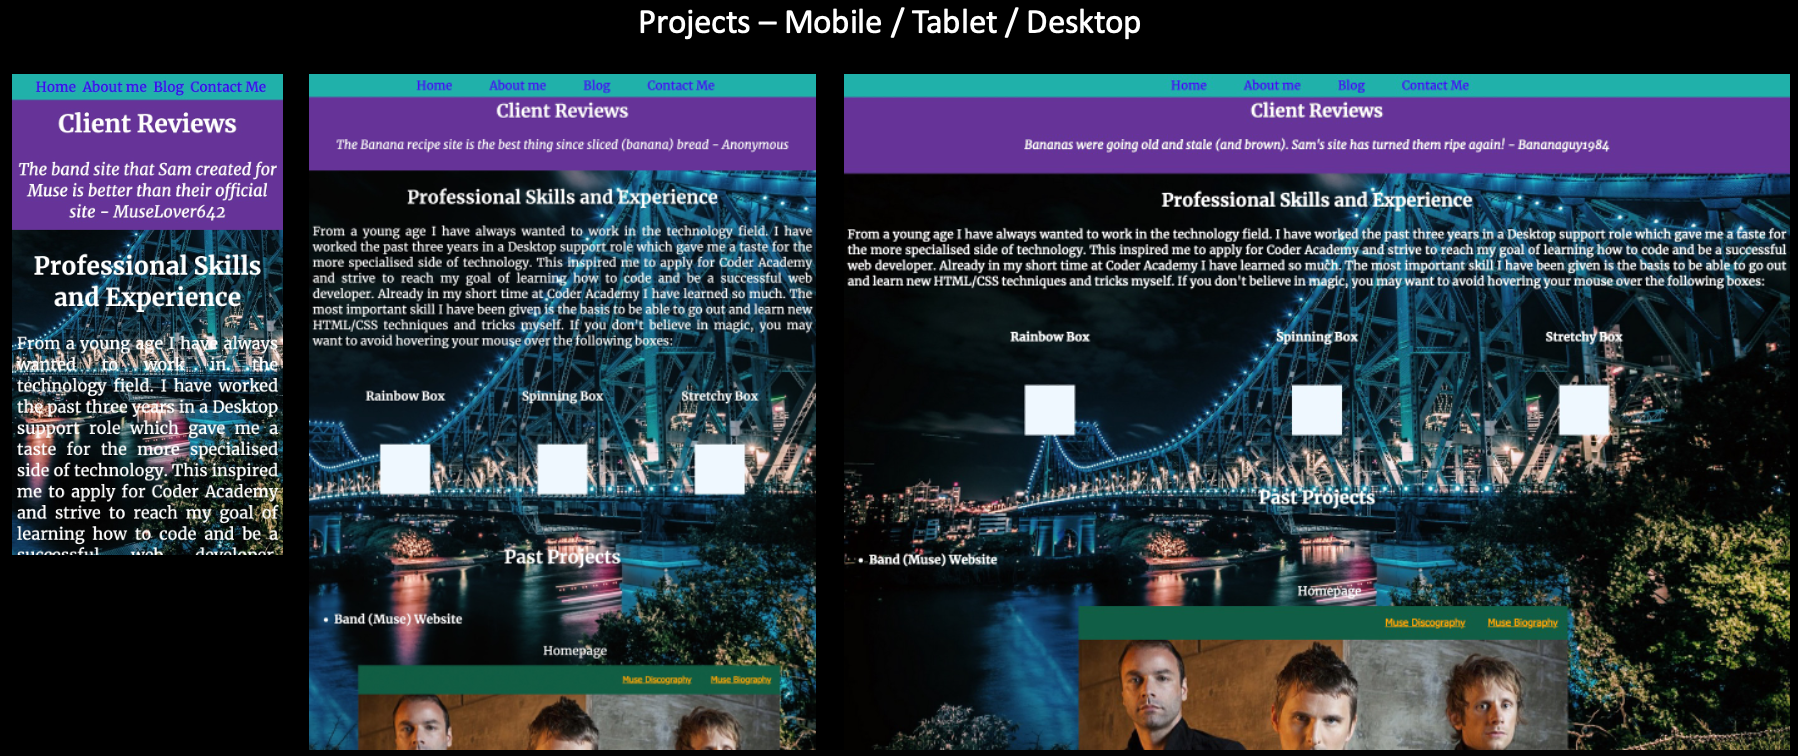 Projects – Mobile / Tablet / Desktop
Home About me Blog Contact Me
Client Reviews
The band site that Sam created for
Muse is better than their official
site - MuseLover642
Professional Skills
and Experience
From a young age I have always
wanted to work in the
technology field. I have worked
the past three years in a Desktop
support role which gave me a
taste for the more specialised
side of technology. This inspired
me to apply for Coder Academy
and strive to reach my goal of
learning how to code and be a
successful web developer.
Home About me Blog Contact Me
Client Reviews
The Banana recipe site is the best thing since sliced (banana) bread - Anonymous
Professional Skills and Experience
From a young age I have always wanted to work in the technology field. I have
worked the past three years in a Desktop support role which gave me a taste for the
more specialised side of technology. This inspired me to apply for Coder Academy
and strive to reach my goal of learning how to code and be a successful web
developer. Already in my short time at Coder Academy I have learned so much. The
most important skill I have been given is the basis to be able to go out and learn new
HTML/CSS techniques and tricks myself. If you don't believe in magic, you may
want to avoid hovering your mouse over the following boxes:
Rainbow Box Spinning Box Stretchy Box
Past Projects
• Band (Muse) Website
Homepage
Muse Discography Muse Biography
Home About me Blog Contact Me
Client Reviews
Bananas were going old and stale (and brown). Sam's site has turned them ripe again! - Bananaguy1984
Professional Skills and Experience
From a young age I have always wanted to work in the technology field. I have worked the past three years in a Desktop support role which gave me a taste for
the more specialised side of technology. This inspired me to apply for Coder Academy and strive to reach my goal of learning how to code and be a successful
web developer. Already in my short time at Coder Academy I have learned so much. The most important skill I have been given is the basis to be able to go out
and learn new HTML/CSS techniques and tricks myself. If you don't believe in magic, you may want to avoid hovering your mouse over the following boxes:
Rainbow Box Spinning Box Stretchy Box
Past Projects
• Band (Muse) Website
Homepage
Muse Discography Muse Biography